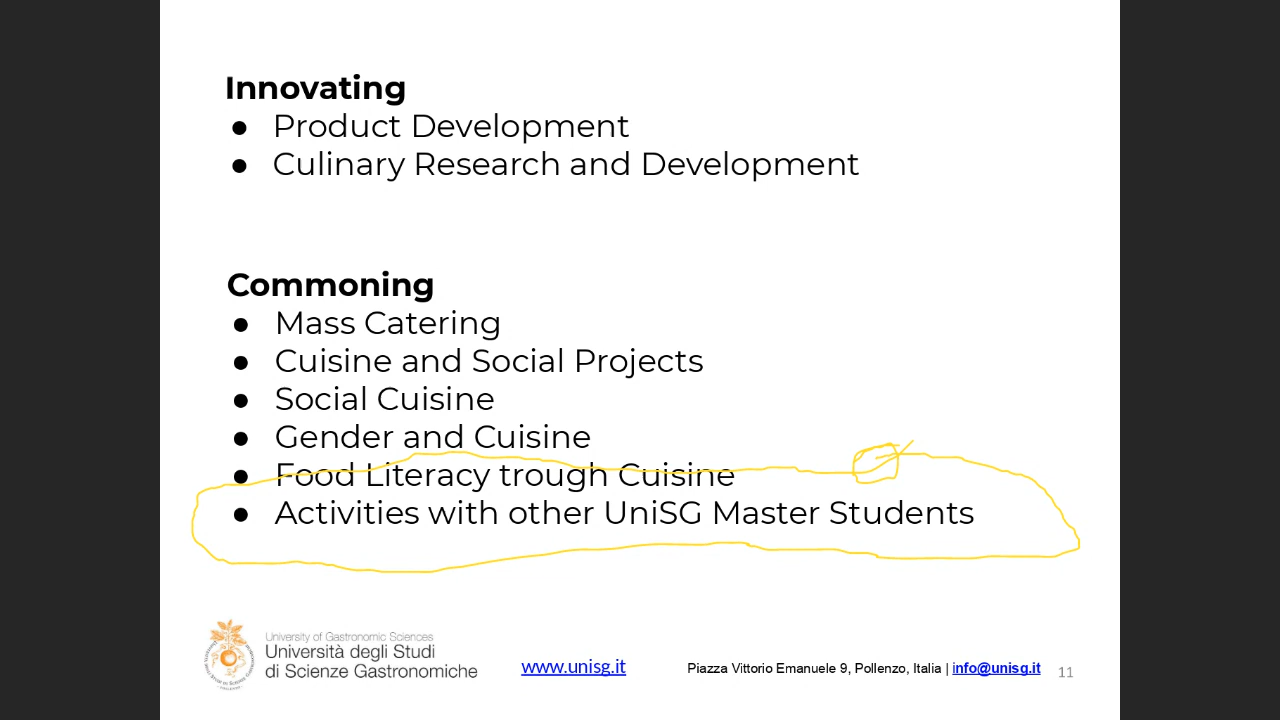 Innovating
● Product Development
● Culinary Research and Development
Commoning
● Mass Catering
● Cuisine and Social Projects
● Social Cuisine
● Gender and Cuisine
● Food Literacy trough Cuisine
● Activities with other UniSG Master Students
University of Gastronomic Sciences
Università degli Studi
di Scienze Gastronomiche
www.unisg.it
Piazza Vittorio Emanuele 9, Pollenzo, Italia | info@unisg.it
11